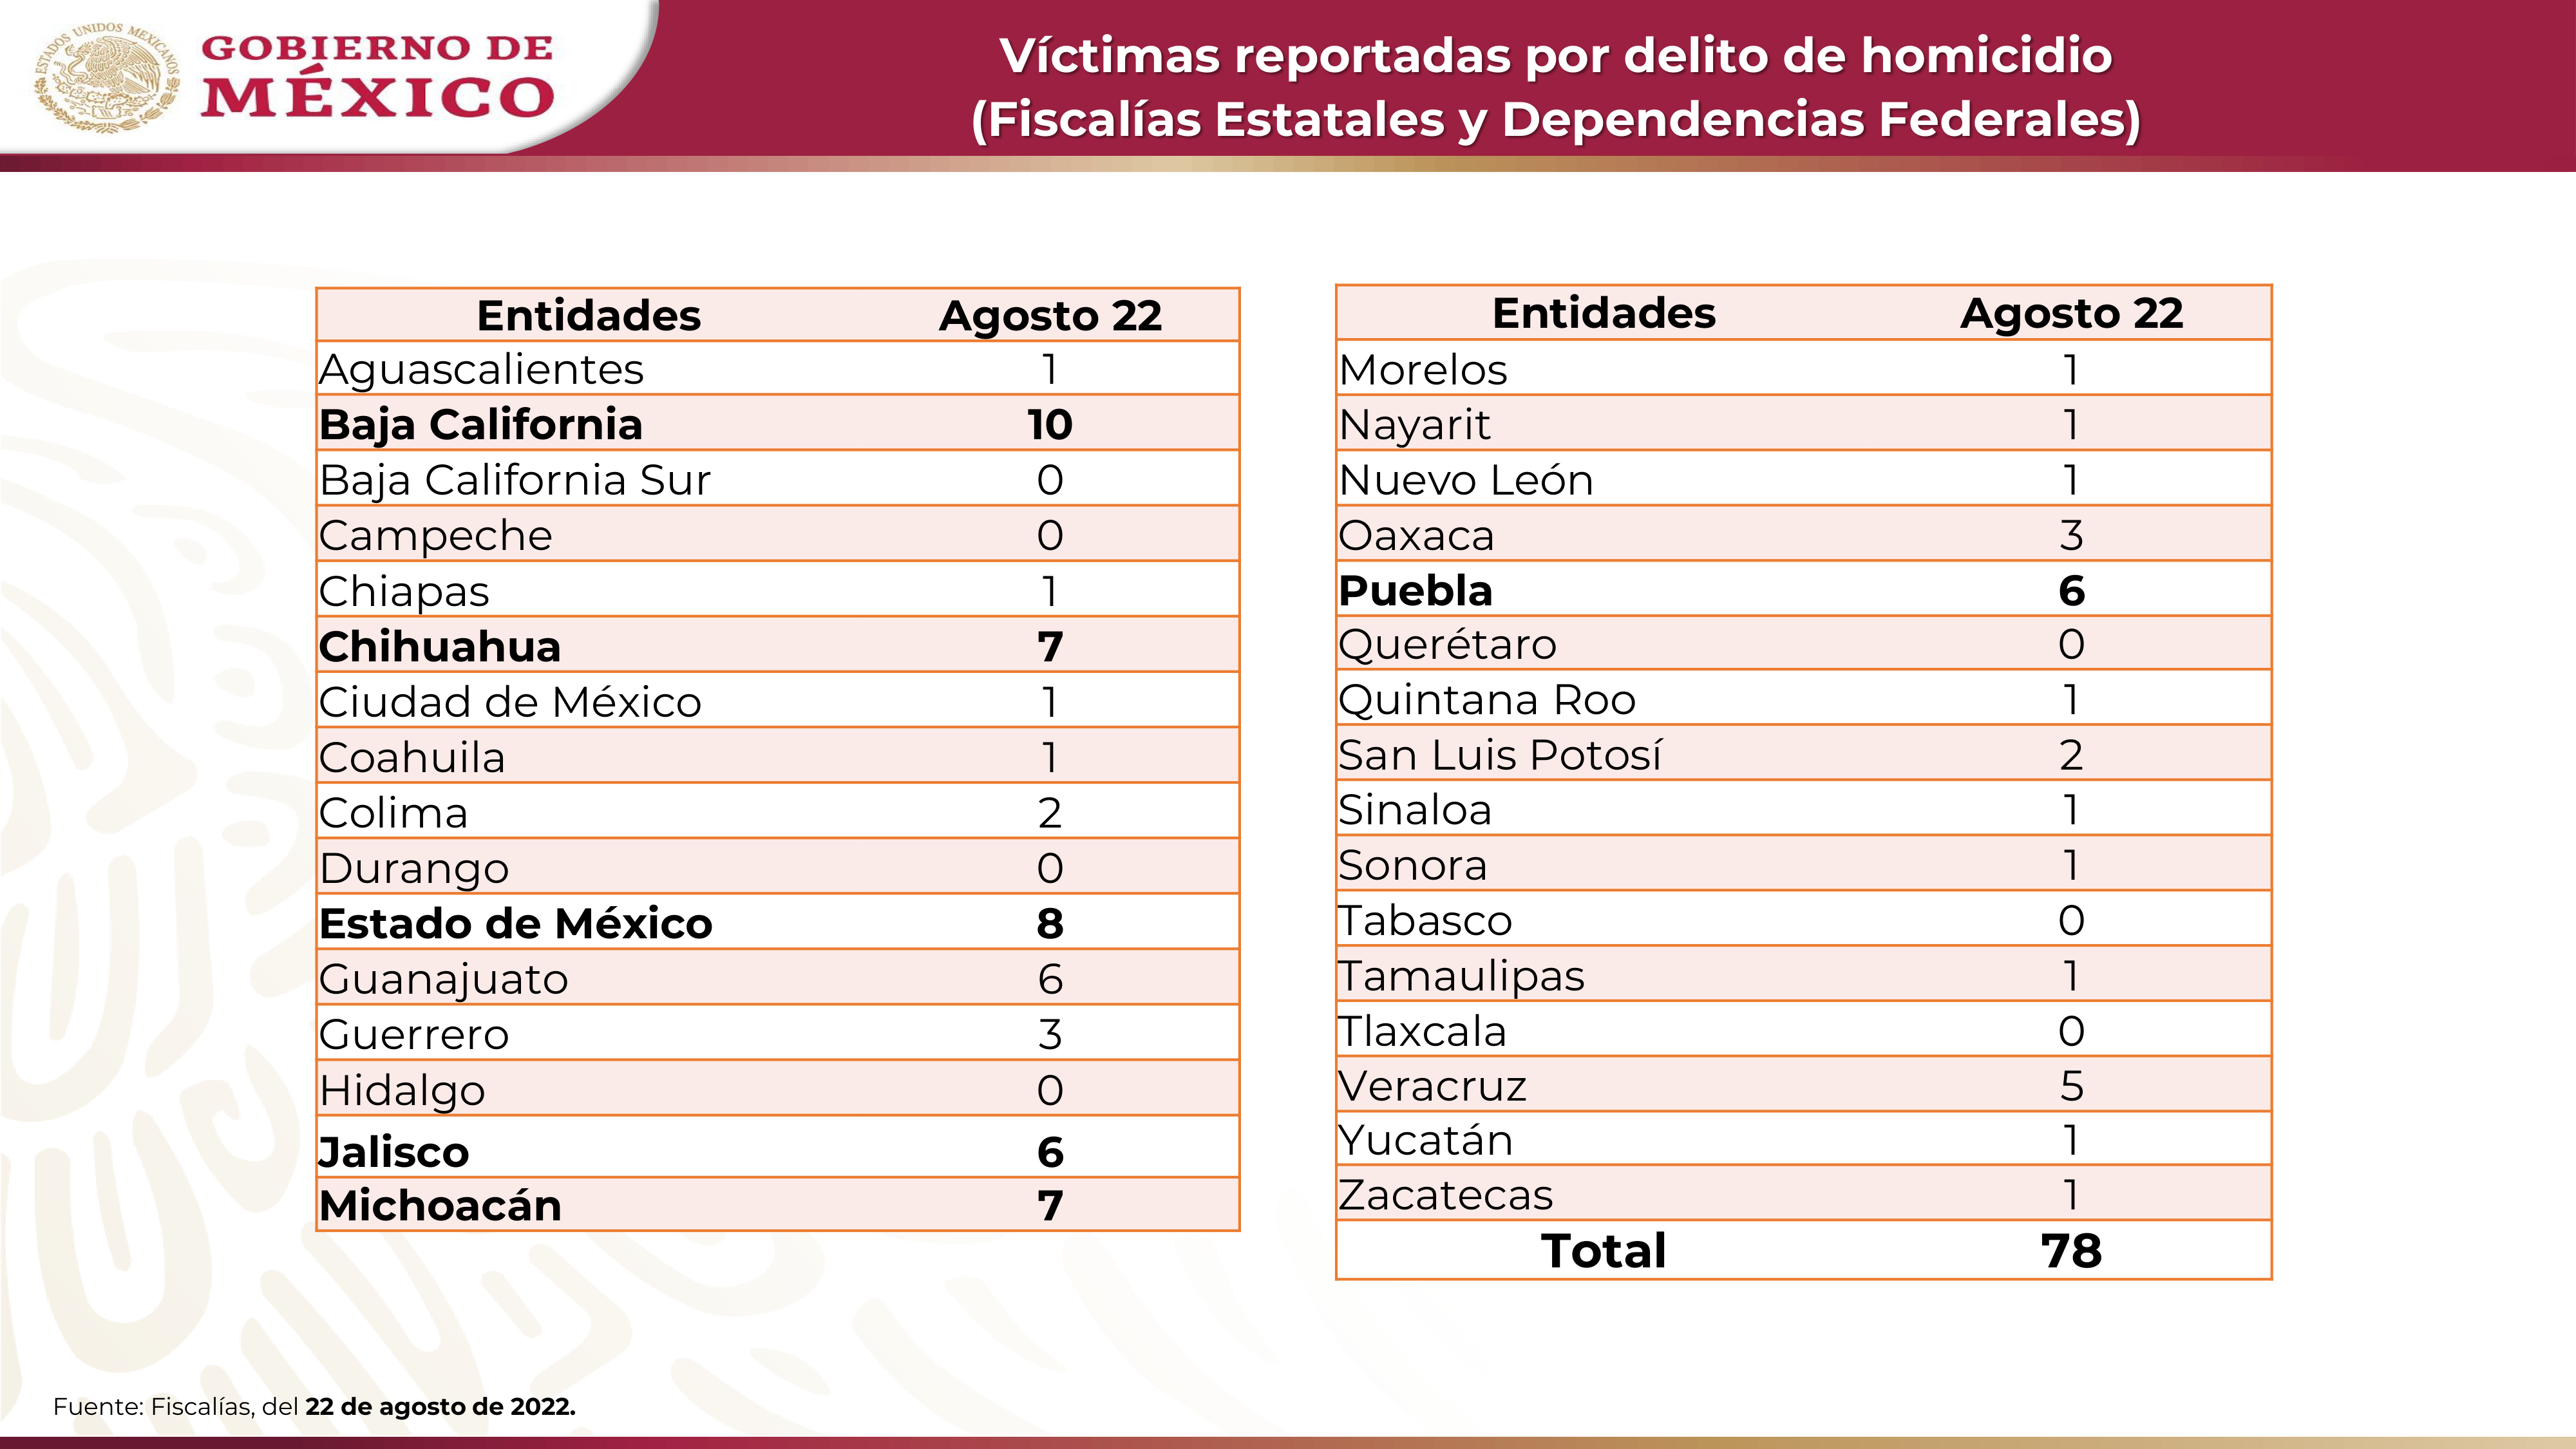 ESTADOS UNIDOS MEXICANOS
GOBIERNO DE
MÉXICO
Víctimas reportadas por delito de homicidio
(Fiscalías Estatales y Dependencias Federales)
Entidades Agosto 22
Aguascalientes 1
Baja California 10
Baja California Sur 0
Campeche 0
Chiapas 1
Chihuahua 7
Ciudad de México 1
Coahuila 1
Colima 2
Durango 0
Estado de México 8
Guanajuato 6
Guerrero 3
Hidalgo 0
Jalisco 6
Michoacán 7
Entidades Agosto 22
Morelos 1
Nayarit 1
Nuevo León 1
Oaxaca 3
Puebla 6
Querétaro 0
Quintana Roo 1
San Luis Potosí 2
Sinaloa 1
Sonora 1
Tabasco 0
Tamaulipas 1
Tlaxcala 0
Veracruz 5
Yucatán 1
Zacatecas 1
Total 78
Fuente: Fiscalías, del 22 de agosto de 2022.